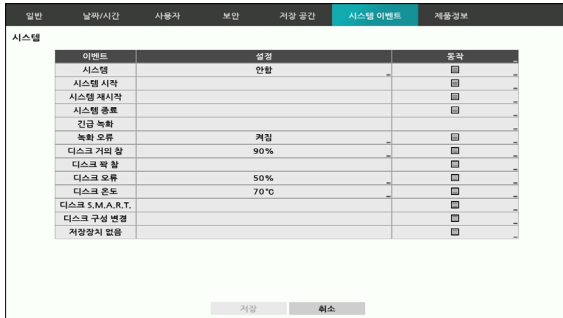 일반 날짜/시간 사용자 보안 저장 공간 시스템 이벤트 제품정보
시스템
이벤트 설정 동작
시스템 안함
시스템 시작
시스템 재시작
시스템 종료
긴급 녹화
녹화 오류 켜짐
디스크 거의 참 90%
디스크 꽉 참
디스크 오류 50%
디스크 온도 70°C
디스크 S.M.A.R.T.
디스크 구성 변경
저장장치 없음
저장 취소